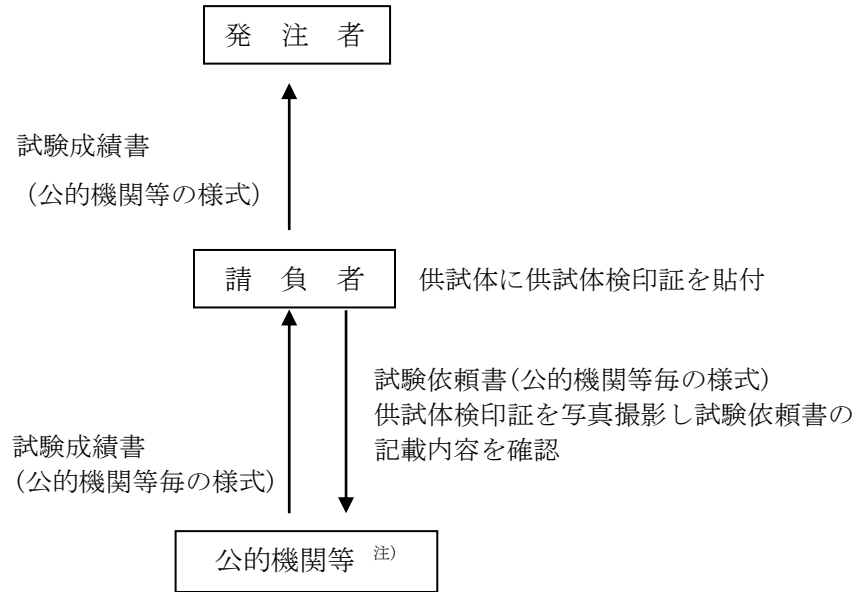 発 注 者
試験成績書
(公的機関等の様式)
請 負 者
供試体に供試体検印証を貼付
試験依頼書(公的機関等毎の様式)
供試体検印証を写真撮影し試験依頼書の
記載内容を確認
試験成績書
(公的機関等毎の様式)
公的機関等 注)